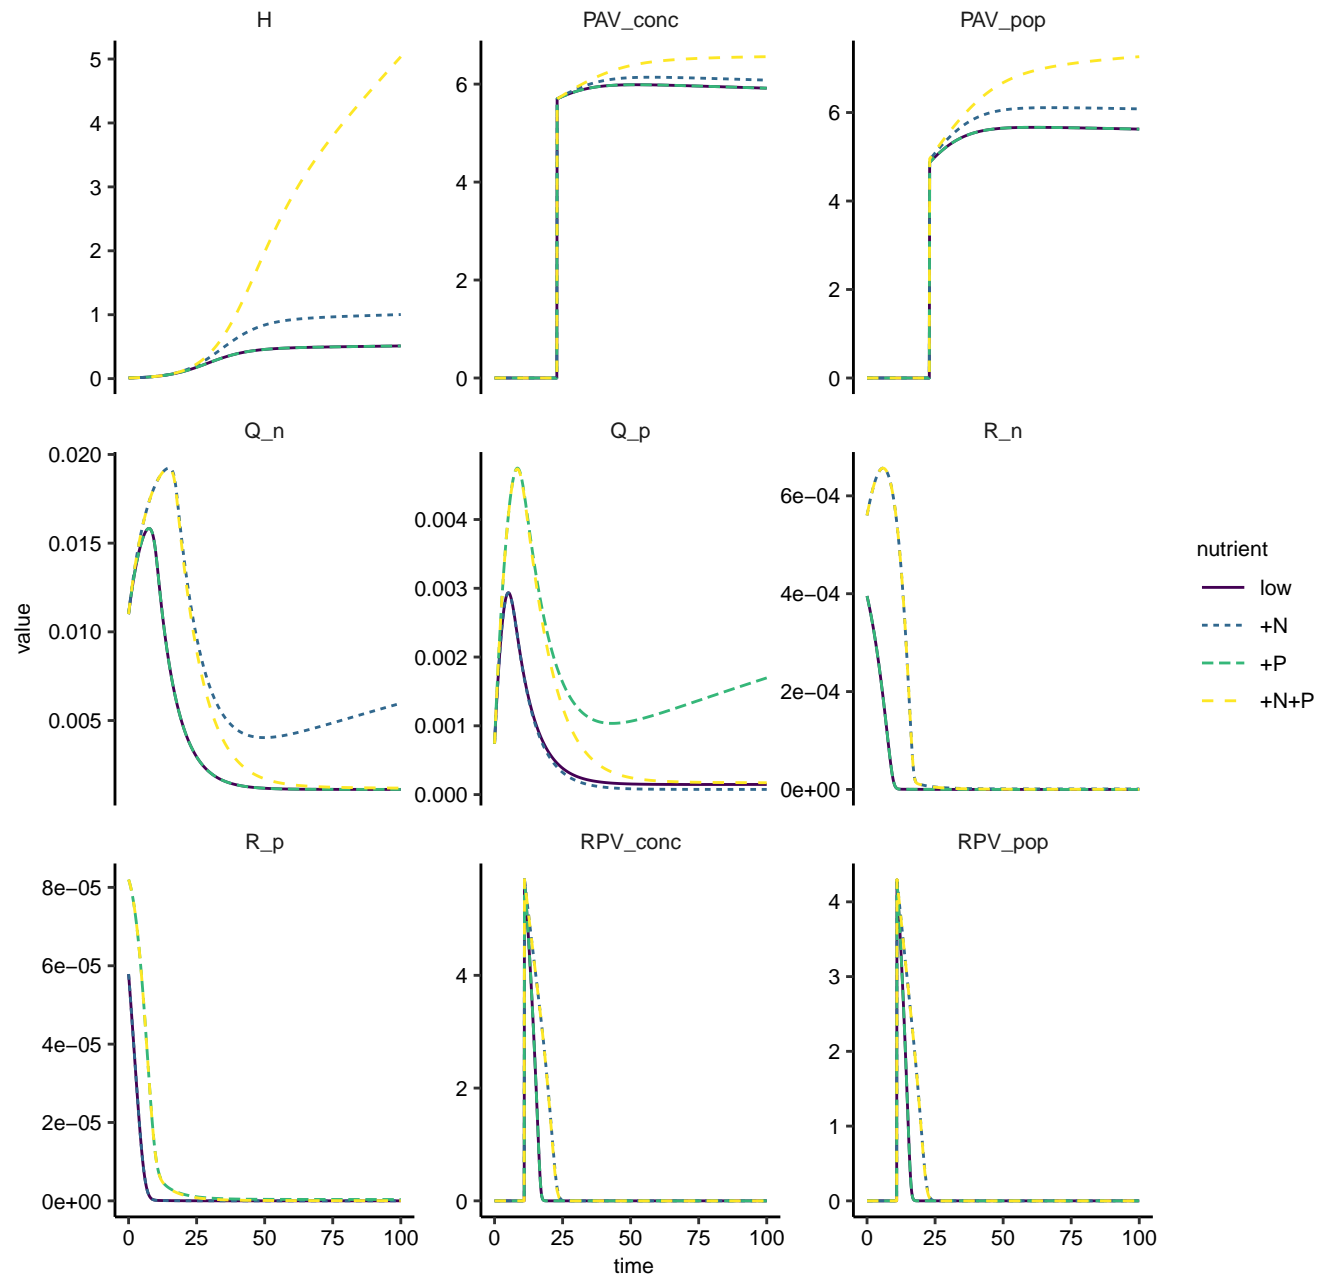 H
PAV_conc
PAV_pop
5
4
3
2
1
0
6
4
2
0
6
4
2
0
Q_n
Q_p
R_n
0.020
0.015
0.010
0.005
0.004
0.003
0.002
0.001
0.000
6e−04
4e−04
2e−04
0e+00
value
nutrient
low
+N
+P
+N+P
R_p
RPV_conc
RPV_pop
8e−05
6e−05
4e−05
2e−05
0e+00
4
2
0
4
3
2
1
0
0 25 50 75 100
0 25 50 75 100
0 25 50 75 100
time